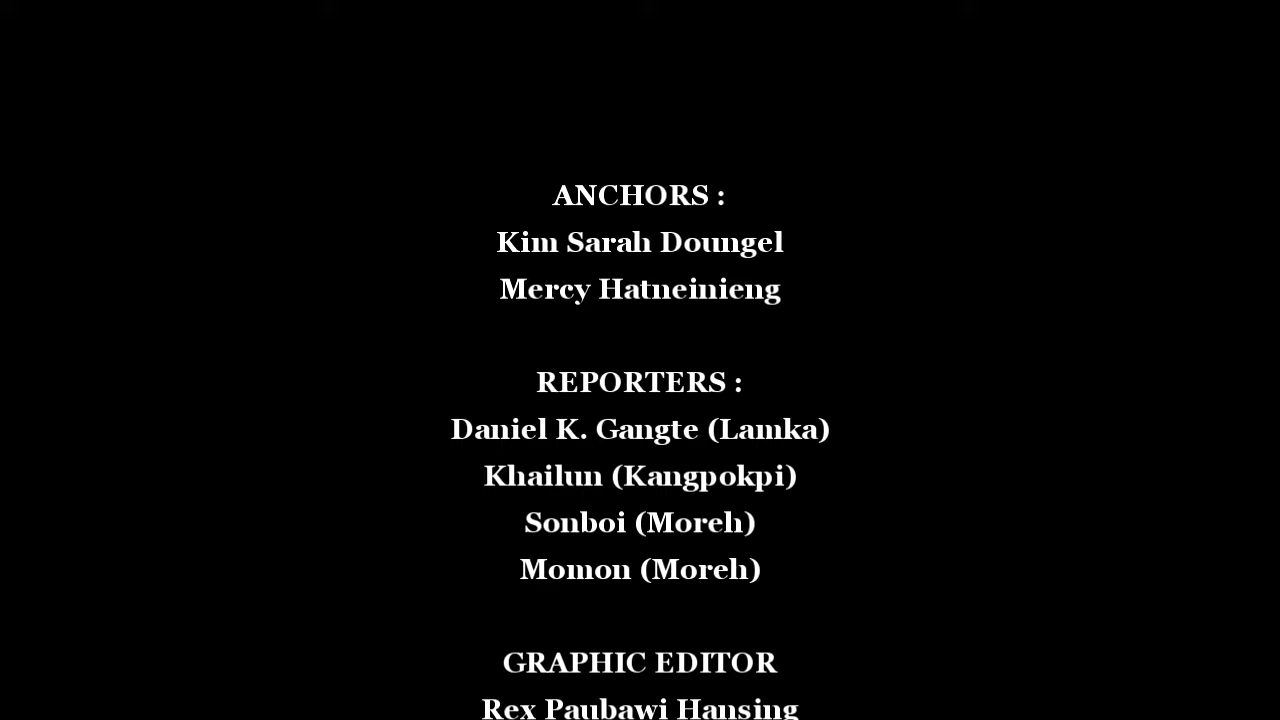 ANCHORS :
Kim Sarah Doungel
Mercy Hatneinieng
REPORTERS :
Daniel K. Gangte (Lamka)
Khailun (Kangpokpi)
Sonboi (Moreh)
Momon (Moreh)
GRAPHIC EDITOR
Rex Paubawi Hansing